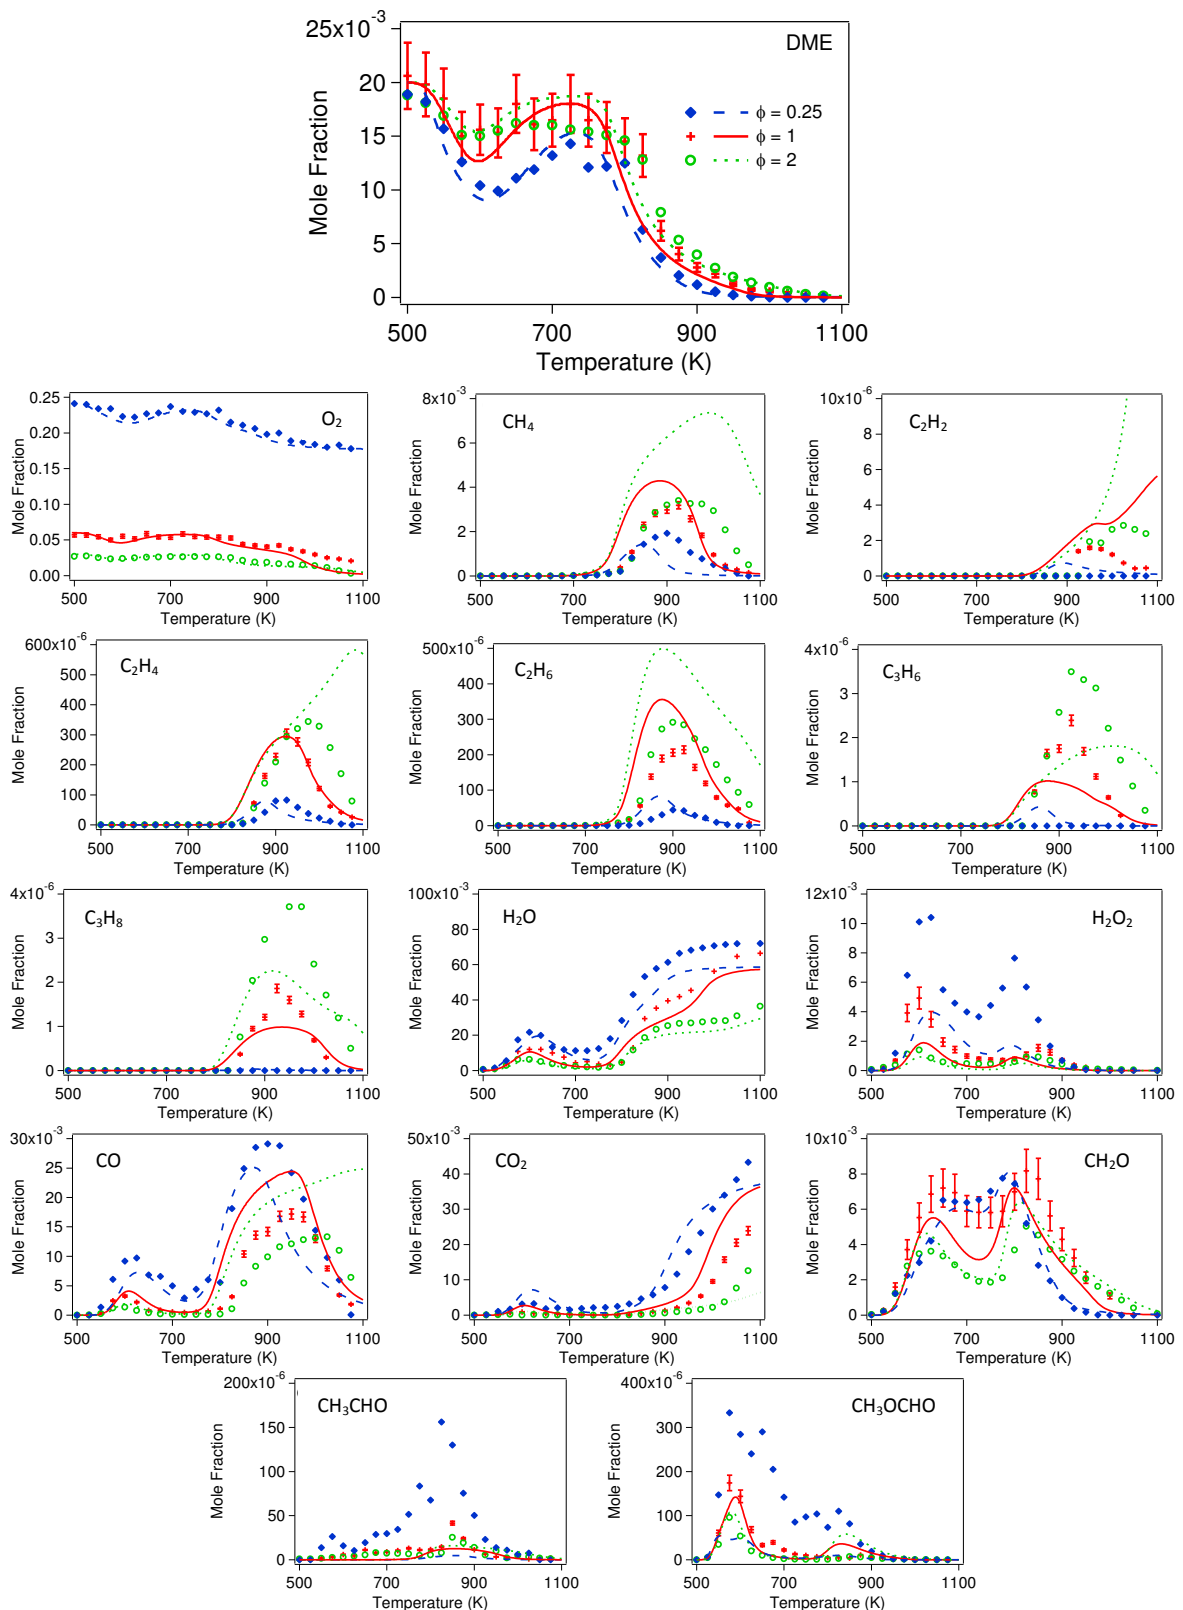 25x10⁻³
DME
20
15
10
5
0
Mole Fraction
ϕ = 0.25
ϕ = 1
ϕ = 2
500 700 900 1100
Temperature (K)
0.25
0.20
0.15
0.10
0.05
0.00
Mole Fraction
O₂
500 700 900 1100
Temperature (K)
8x10⁻³
6
4
2
0
Mole Fraction
CH₄
500 700 900 1100
Temperature (K)
10x10⁻⁶
8
6
4
2
0
Mole Fraction
C₂H₂
500 700 900 1100
Temperature (K)
600x10⁻⁶
500
400
300
200
100
0
Mole Fraction
C₂H₄
500 700 900 1100
Temperature (K)
500x10⁻⁶
400
300
200
100
0
Mole Fraction
C₂H₆
500 700 900 1100
Temperature (K)
4x10⁻⁶
3
2
1
0
Mole Fraction
C₃H₆
500 700 900 1100
Temperature (K)
4x10⁻⁶
3
2
1
0
Mole Fraction
C₃H₈
500 700 900 1100
Temperature (K)
100x10⁻³
80
60
40
20
0
Mole Fraction
H₂O
500 700 900 1100
Temperature (K)
12x10⁻³
10
8
6
4
2
0
Mole Fraction
H₂O₂
500 700 900 1100
Temperature (K)
30x10⁻³
25
20
15
10
5
0
Mole Fraction
CO
500 700 900 1100
Temperature (K)
50x10⁻³
40
30
20
10
0
Mole Fraction
CO₂
500 700 900 1100
Temperature (K)
10x10⁻³
8
6
4
2
0
Mole Fraction
CH₂O
500 700 900 1100
Temperature (K)
200x10⁻⁶
150
100
50
0
Mole Fraction
CH₃CHO
500 700 900 1100
Temperature (K)
400x10⁻⁶
300
200
100
0
Mole Fraction
CH₃OCHO
500 700 900 1100
Temperature (K)